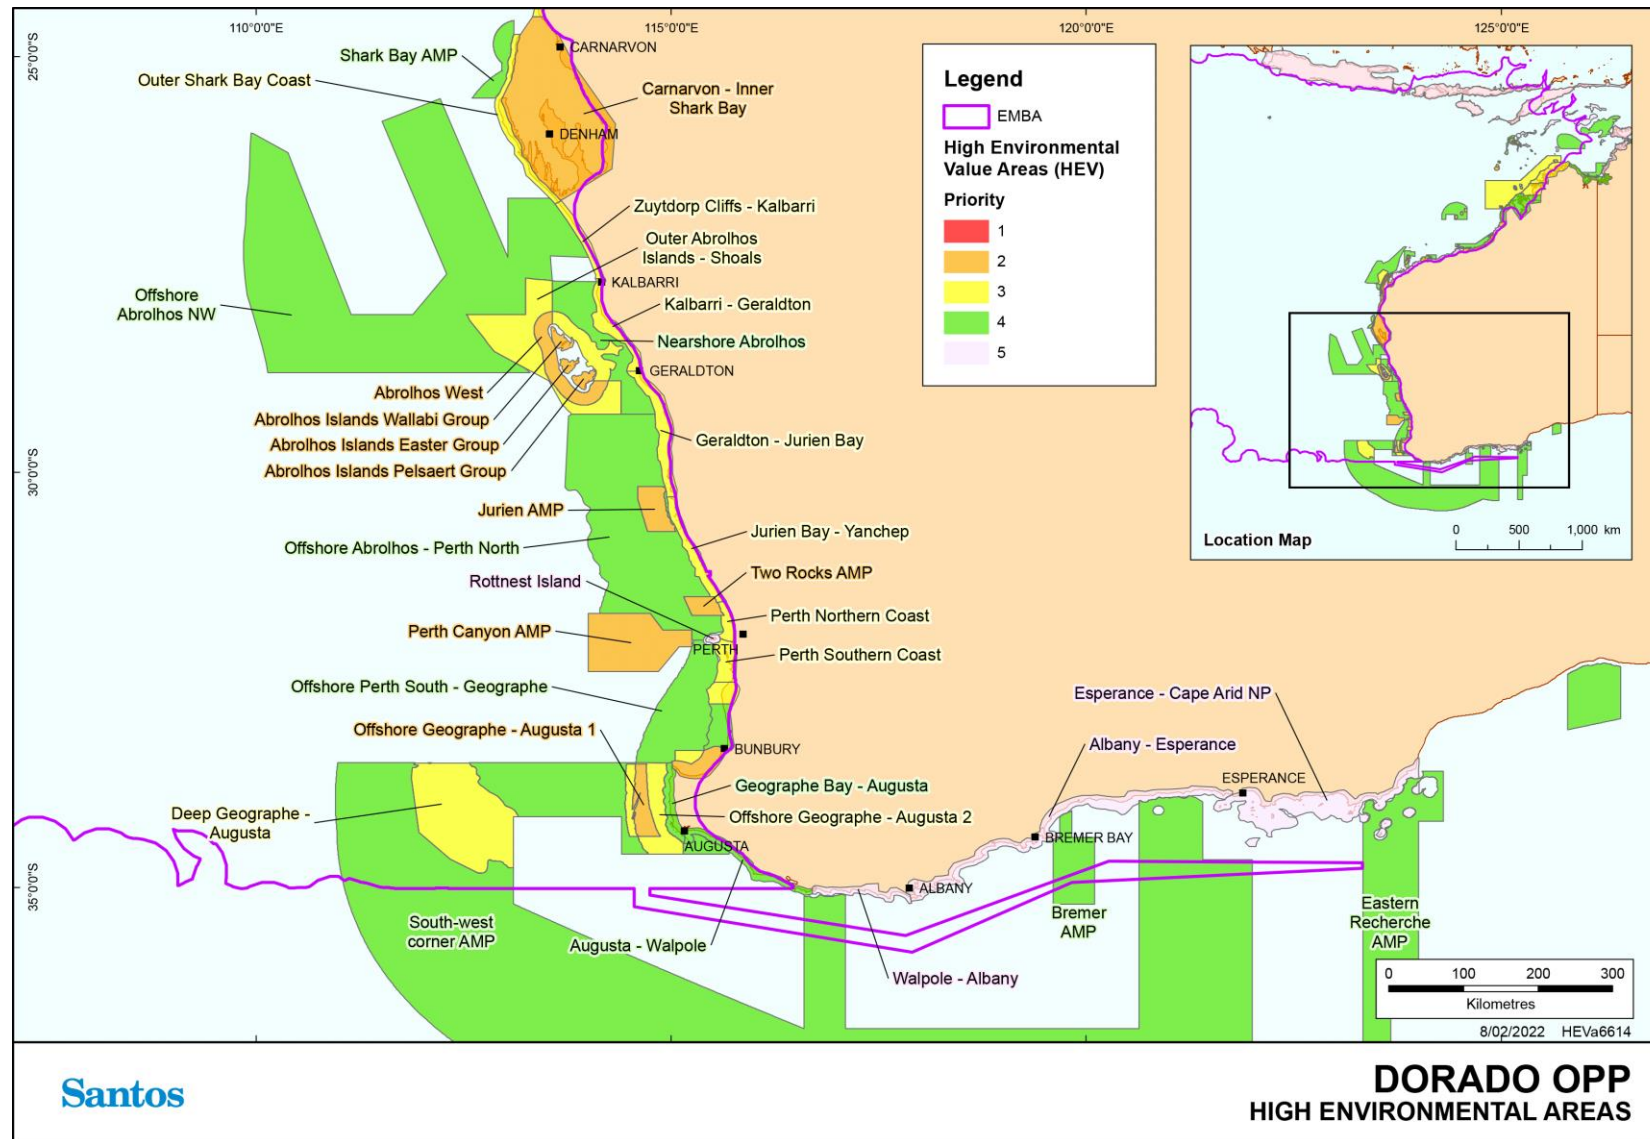 110°0'0"E
115°0'0"E
120°0'0"E
125°0'0"E
25°0'0"S
30°0'0"S
35°0'0"S
Shark Bay AMP
CARNARVON
Outer Shark Bay Coast
Carnarvon - Inner
Shark Bay
DENHAM
Zuytdorp Cliffs - Kalbarri
Outer Abrolhos
Islands - Shoals
KALBARRI
Offshore
Abrolhos NW
Kalbarri - Geraldton
Nearshore Abrolhos
GERALDTON
Abrolhos West
Abrolhos Islands Wallabi Group
Abrolhos Islands Easter Group
Abrolhos Islands Pelsaert Group
Geraldton - Jurien Bay
Jurien AMP
Jurien Bay - Yanchep
Offshore Abrolhos - Perth North
Two Rocks AMP
Rottnest Island
Perth Northern Coast
Perth Canyon AMP
PERTH
Perth Southern Coast
Offshore Perth South - Geographe
Offshore Geographe - Augusta 1
BUNBURY
Geographe Bay - Augusta
Deep Geographe -
Augusta
Offshore Geographe - Augusta 2
AUGUSTA
Esperance - Cape Arid NP
Albany - Esperance
ESPERANCE
BREMER BAY
ALBANY
South-west
corner AMP
Augusta - Walpole
Walpole - Albany
Bremer
AMP
Eastern
Recherche
AMP
Legend
EMBA
High Environmental
Value Areas (HEV)
Priority
1
2
3
4
5
Location Map
0 500 1,000 km
0 100 200 300
Kilometres
8/02/2022 HEVa6614
Santos
DORADO OPP
HIGH ENVIRONMENTAL AREAS